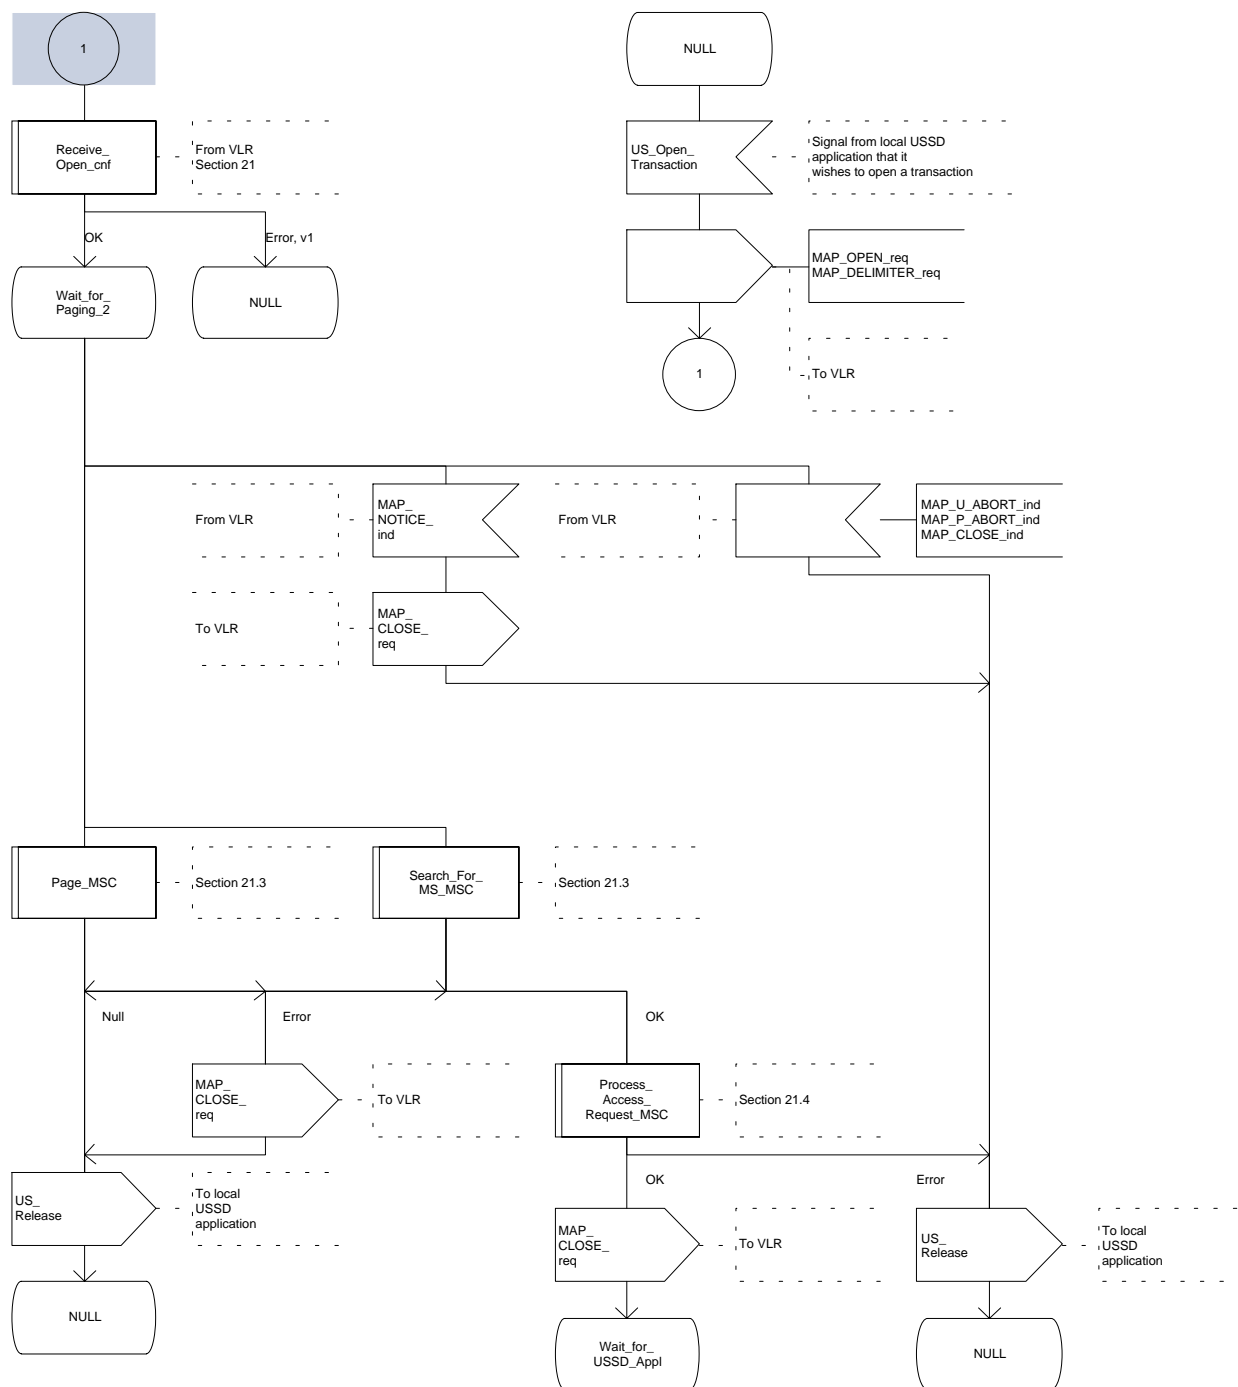 1
NULL
Receive_
Open_cnf
From VLR
Section 21
US_Open_
Transaction
Signal from local USSD
application that it
wishes to open a transaction
OK
Error, v1
MAP_OPEN_req
MAP_DELIMITER_req
Wait_for_
Paging_2
NULL
1
To VLR
From VLR
MAP_
NOTICE_
ind
From VLR
MAP_U_ABORT_ind
MAP_P_ABORT_ind
MAP_CLOSE_ind
To VLR
MAP_
CLOSE_
req
Page_MSC
Section 21.3
Search_For_
MS_MSC
Section 21.3
Null
Error
OK
MAP_
CLOSE_
req
To VLR
Process_
Access_
Request_MSC
Section 21.4
OK
Error
US_
Release
To local
USSD
application
MAP_
CLOSE_
req
To VLR
US_
Release
To local
USSD
application
NULL
Wait_for_
USSD_Appl
NULL